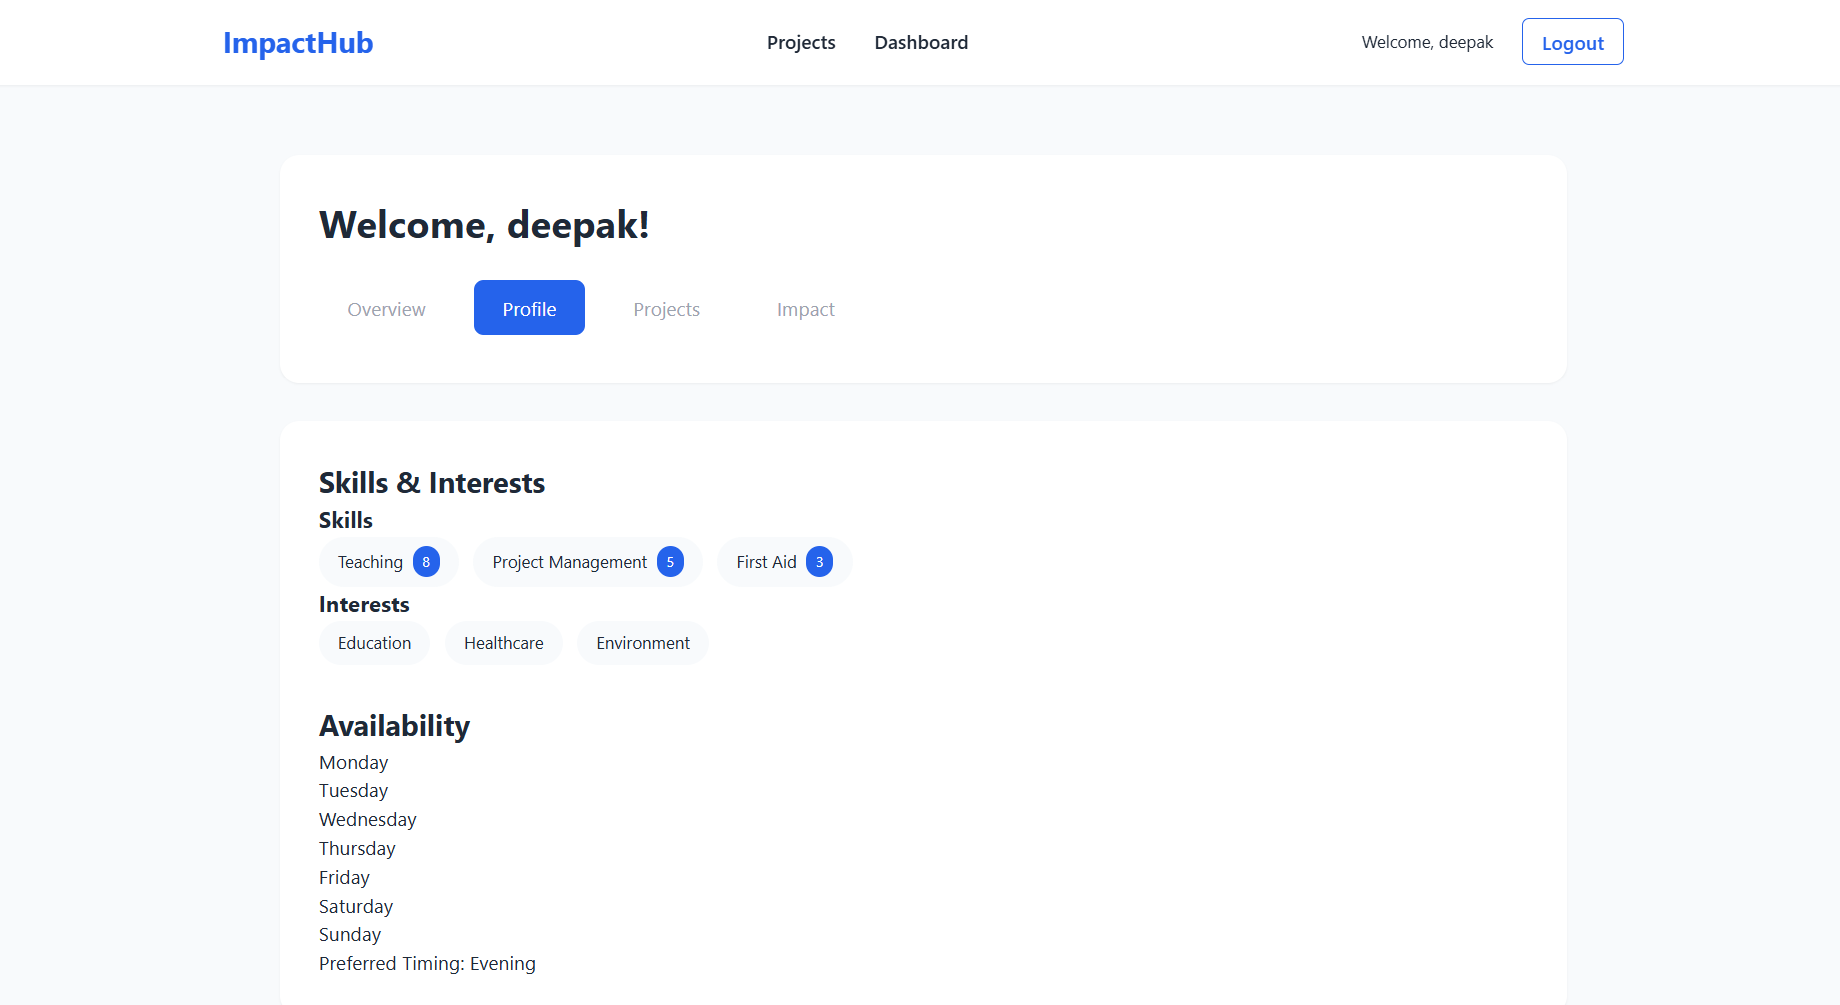 ImpactHub Projects Dashboard Welcome, deepak Logout
Welcome, deepak!
Overview Profile Projects Impact
Skills & Interests
Skills
Teaching 8 Project Management 5 First Aid 3
Interests
Education Healthcare Environment
Availability
Monday
Tuesday
Wednesday
Thursday
Friday
Saturday
Sunday
Preferred Timing: Evening